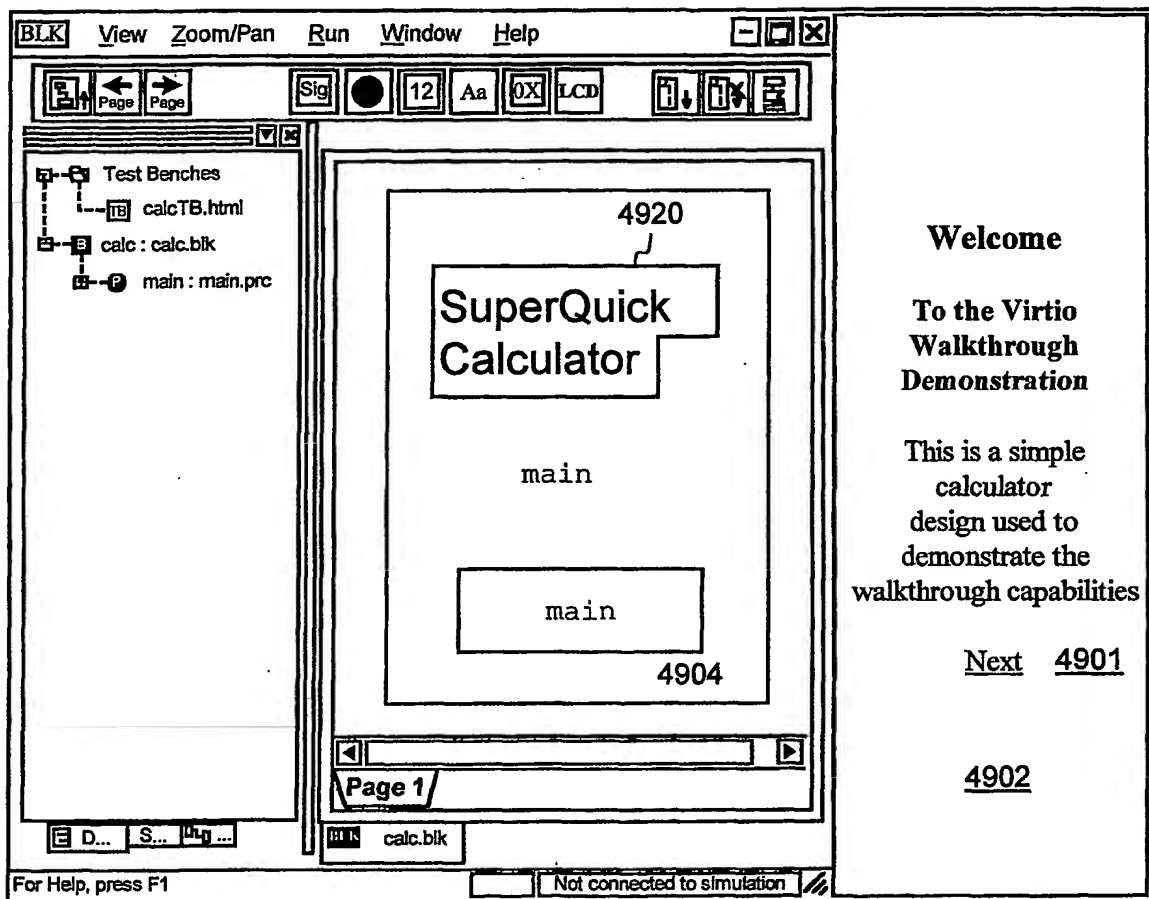 BLK View Zoom/Pan Run Window Help
Page Page Sig 12 Aa 0X LCD
Test Benches
TB calcTB.html
B calc : calc.blk
P main : main.prc
4920
SuperQuick
Calculator
main
main
4904
Page 1
D... S... ...
BLK calc.blk
For Help, press F1
Not connected to simulation
Welcome
To the Virtio
Walkthrough
Demonstration
This is a simple
calculator
design used to
demonstrate the
walkthrough capabilities
Next 4901
4902